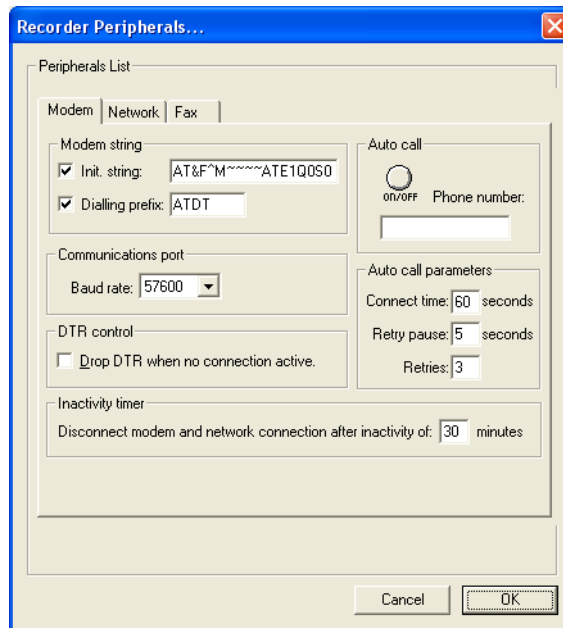 Recorder Peripherals...
Peripherals List
Modem Network Fax
Modem string
Init. string: AT&F^M~~~~ATE1Q0S0
Dialling prefix: ATDT
Auto call
ON/OFF Phone number:
Communications port
Baud rate: 57600
Auto call parameters
Connect time: 60 seconds
Retry pause: 5 seconds
Retries: 3
DTR control
Drop DTR when no connection active.
Inactivity timer
Disconnect modem and network connection after inactivity of: 30 minutes
Cancel OK